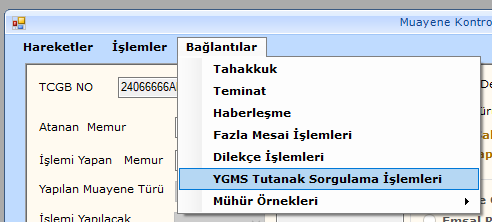 Muayene Kontro
Hareketler İşlemler Bağlantılar
Tahakkuk
TCGB NO 24066666A
Teminat
Haberleşme
Atanan Memur
Fazla Mesai İşlemleri
Dilekçe İşlemleri
İşlemi Yapan Memur
YGMS Tutanak Sorgulama İşlemleri
Yapılan Muayene Türü
Mühür Örnekleri
İşlemi Yapılacak
Emsal P